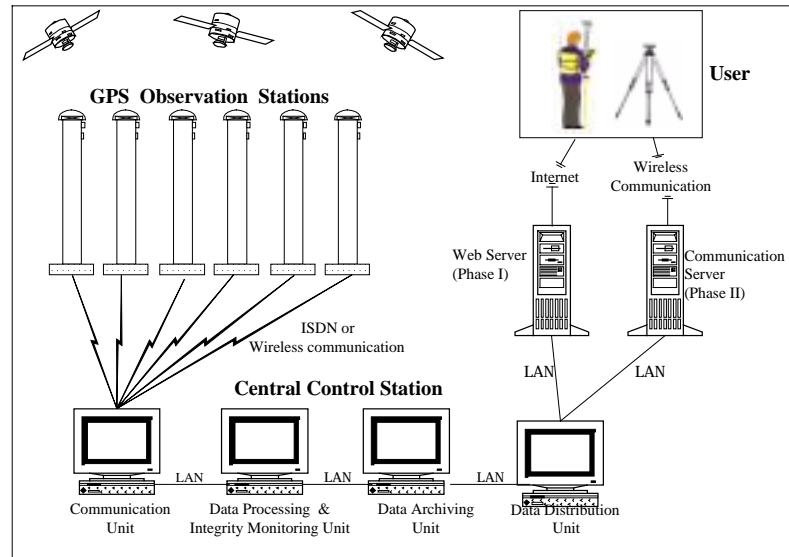 GPS Observation Stations
User
Internet
Wireless
Communication
Web Server
(Phase I)
Communication
Server
(Phase II)
ISDN or
Wireless communication
LAN
LAN
Central Control Station
LAN
LAN
LAN
Communication
Unit
Data Processing &
Integrity Monitoring Unit
Data Archiving
Unit
Data Distribution
Unit